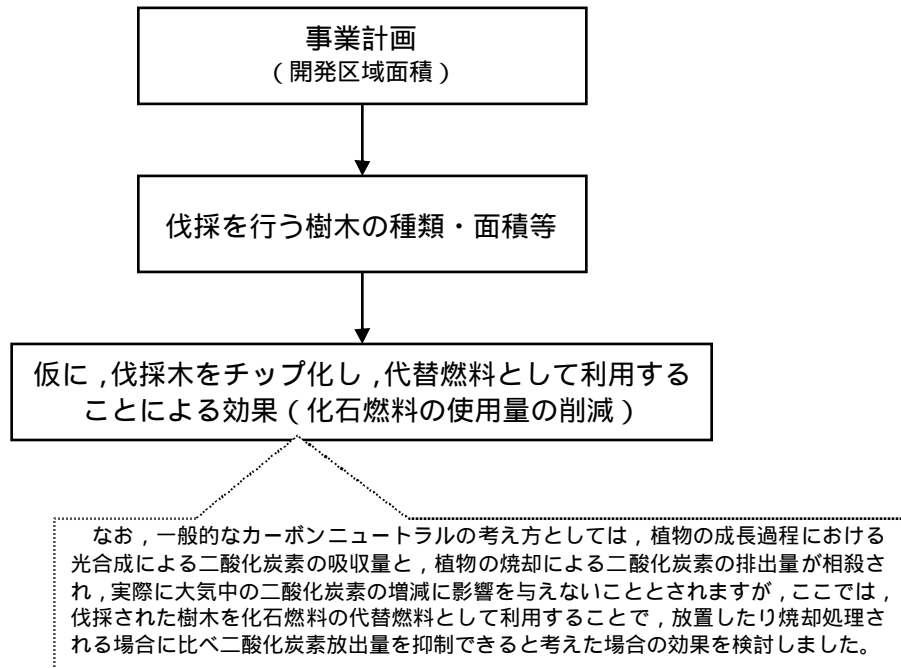 事業計画
（開発区域面積）
伐採を行う樹木の種類・面積等
仮に，伐採木をチップ化し，代替燃料として利用する
ことによる効果（化石燃料の使用量の削減）
なお，一般的なカーボンニュートラルの考え方としては，植物の成長過程における
光合成による二酸化炭素の吸収量と，植物の焼却による二酸化炭素の排出量が相殺さ
れ，実際に大気中の二酸化炭素の増減に影響を与えないこととされますが，ここでは，
伐採された樹木を化石燃料の代替燃料として利用することで，放置したり焼却処理さ
れる場合に比べ二酸化炭素放出量を抑制できると考えた場合の効果を検討しました。